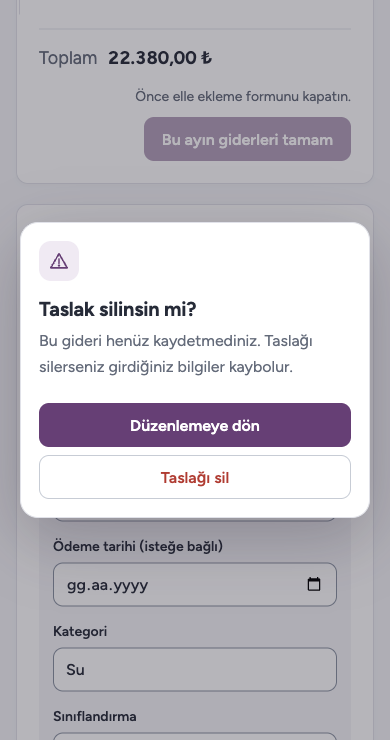 Toplam 22.380,00 ₺
Önce elle ekleme formunu kapatın.
Bu ayın giderleri tamam
Taslak silinsin mi?
Bu gideri henüz kaydetmediniz. Taslağı
silerseniz girdiğiniz bilgiler kaybolur.
Düzenlemeye dön
Taslağı sil
Ödeme tarihi (isteğe bağlı)
gg.aa.yyyy
Kategori
Su
Sınıflandırma